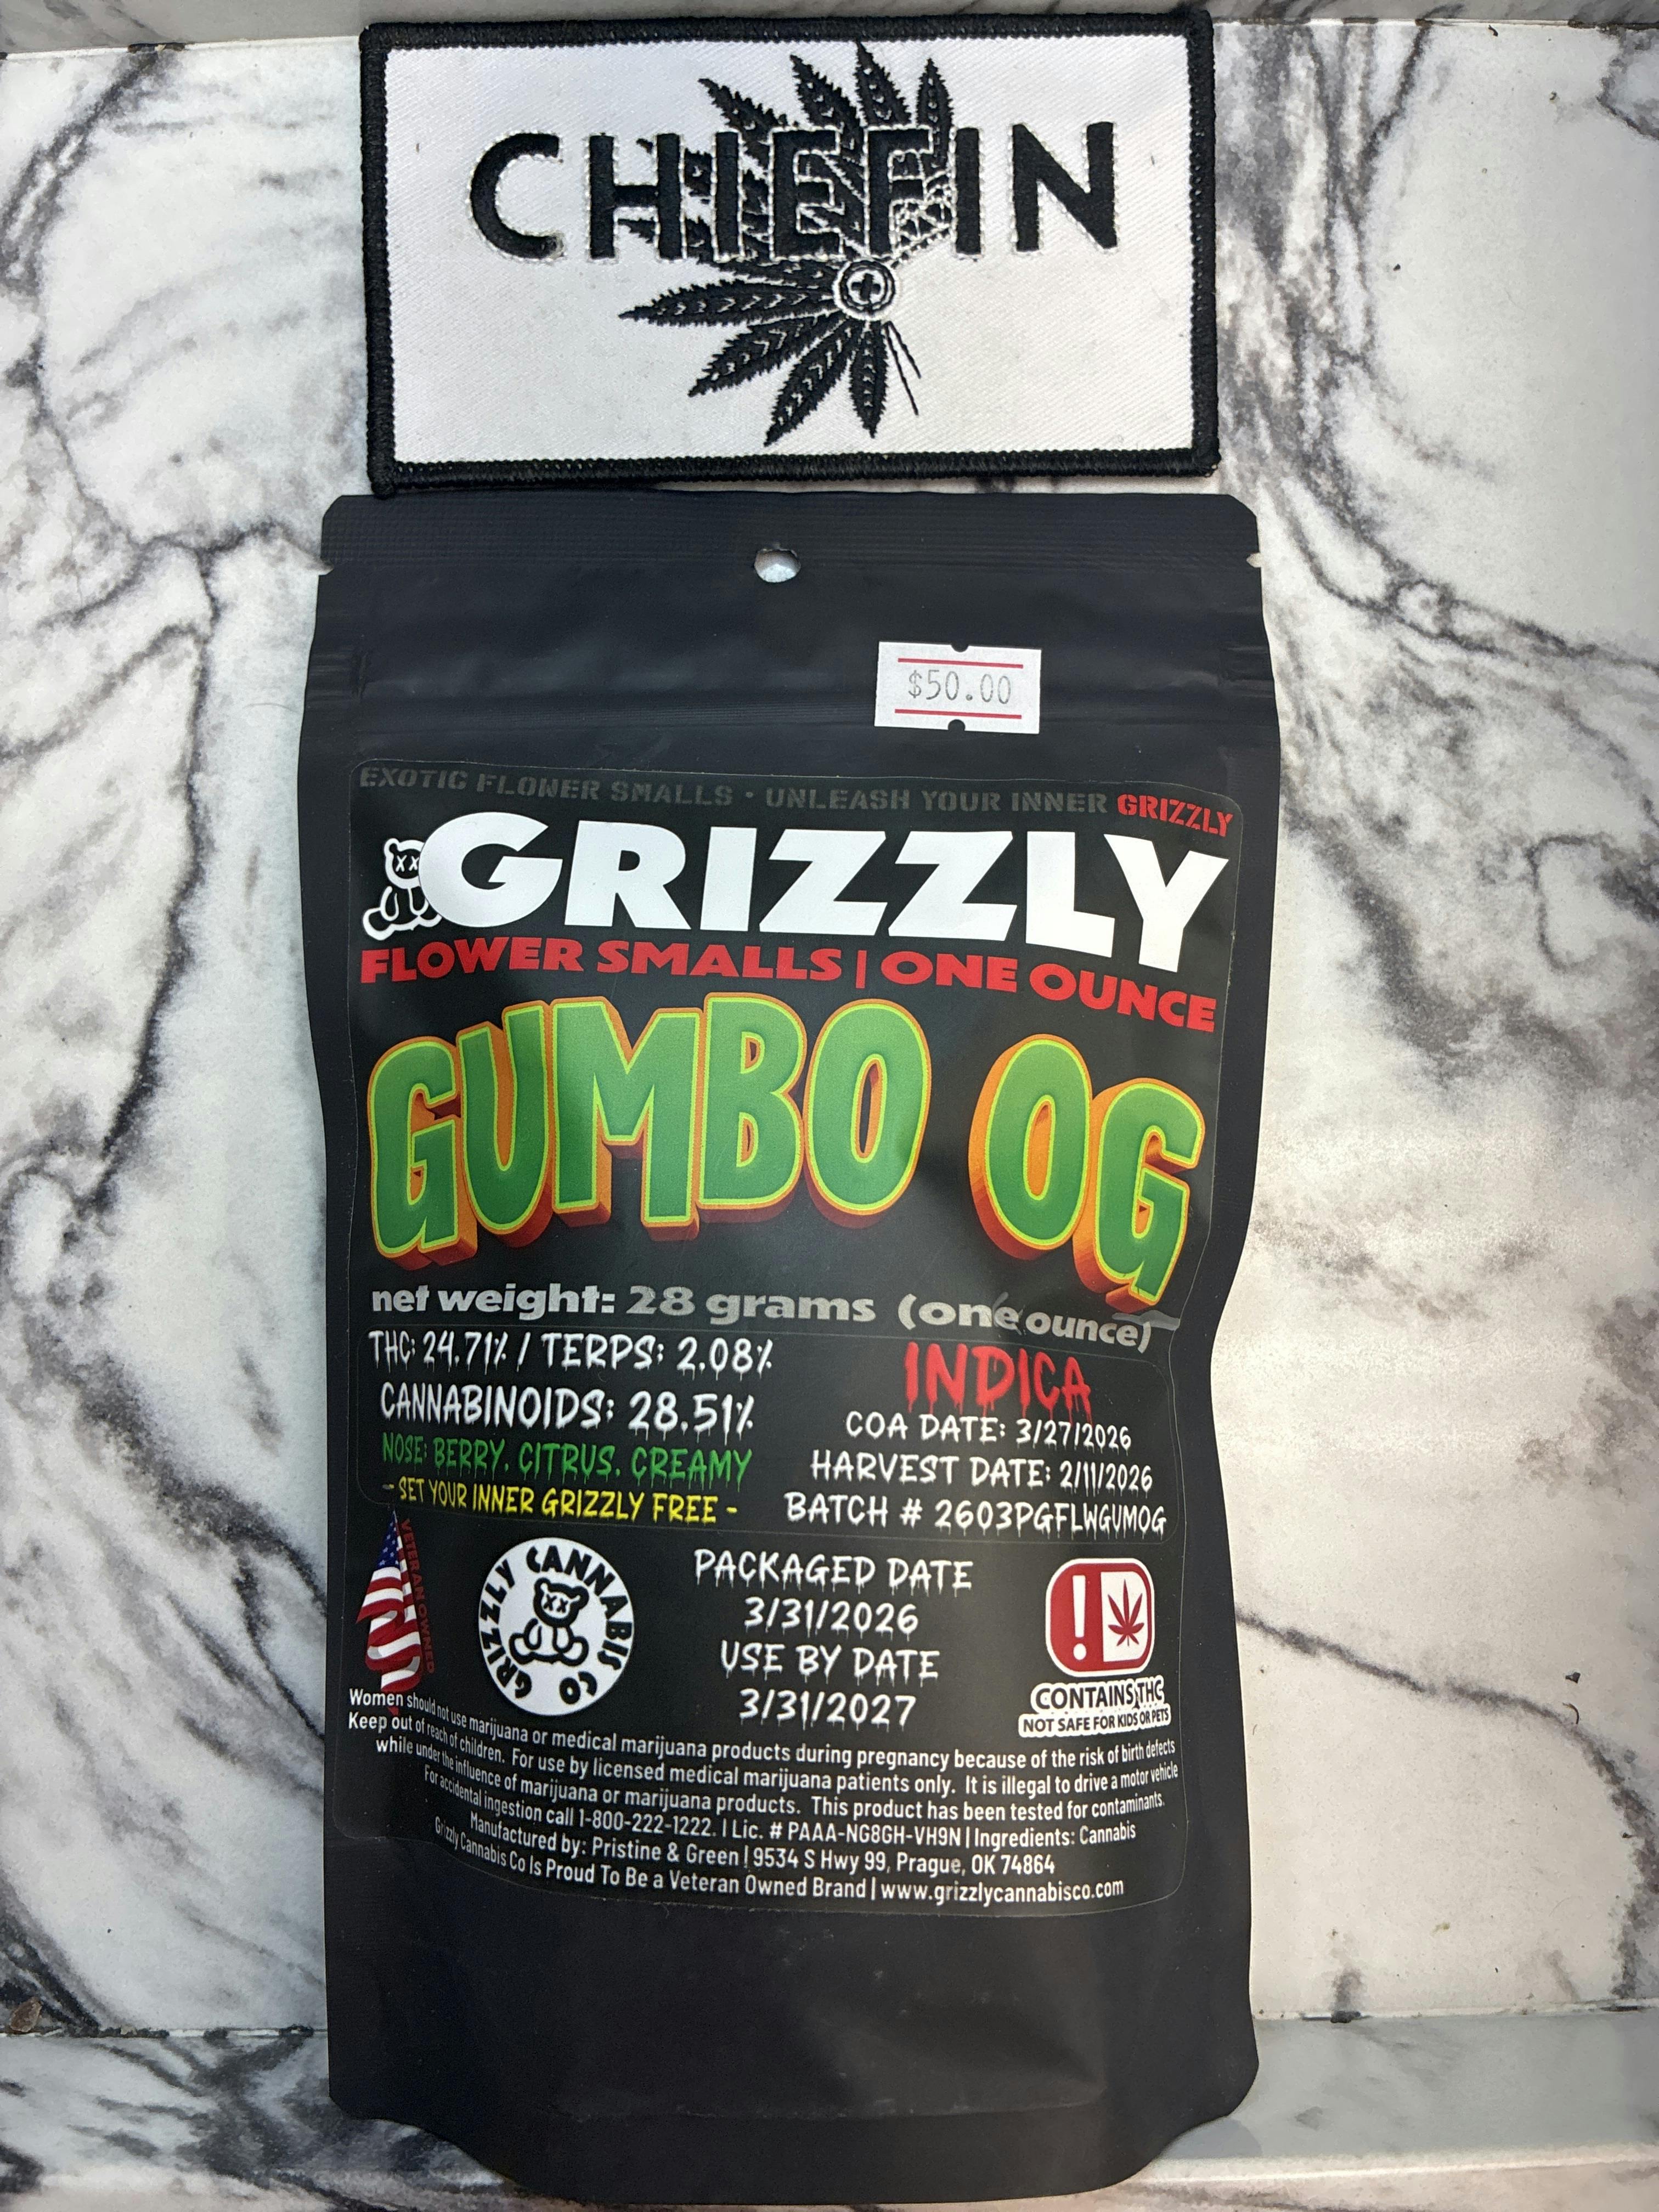 CHIEFIN
$50.00
EXOTIC FLOWER SMALLS • UNLEASH YOUR INNER GRIZZLY
GRIZZLY
FLOWER SMALLS | ONE OUNCE
GUMBO OG
net weight: 28 grams (one ounce)
THC: 24.71% / TERPS: 2.08%
CANNABINOIDS: 28.51%
NOSE: BERRY. CITRUS. CREAMY
- SET YOUR INNER GRIZZLY FREE -
INDICA
COA DATE: 3/27/2026
HARVEST DATE: 2/11/2026
BATCH # 2603PGFLWGUMOG
VETERAN OWNED
GRIZZLY CANNABIS CO
PACKAGED DATE
3/31/2026
USE BY DATE
3/31/2027
!
CONTAINS THC
NOT SAFE FOR KIDS OR PETS
Women should not use marijuana or medical marijuana products during pregnancy because of the risk of birth defects
Keep out of reach of children. For use by licensed medical marijuana patients only. It is illegal to drive a motor vehicle
while under the influence of marijuana or marijuana products. This product has been tested for contaminants.
For accidental ingestion call 1-800-222-1222. | Lic. # PAAA-NG8GH-VH9N | Ingredients: Cannabis
Manufactured by: Pristine & Green | 9534 S Hwy 99, Prague, OK 74864
Grizzly Cannabis Co Is Proud To Be a Veteran Owned Brand | www.grizzlycannabisco.com